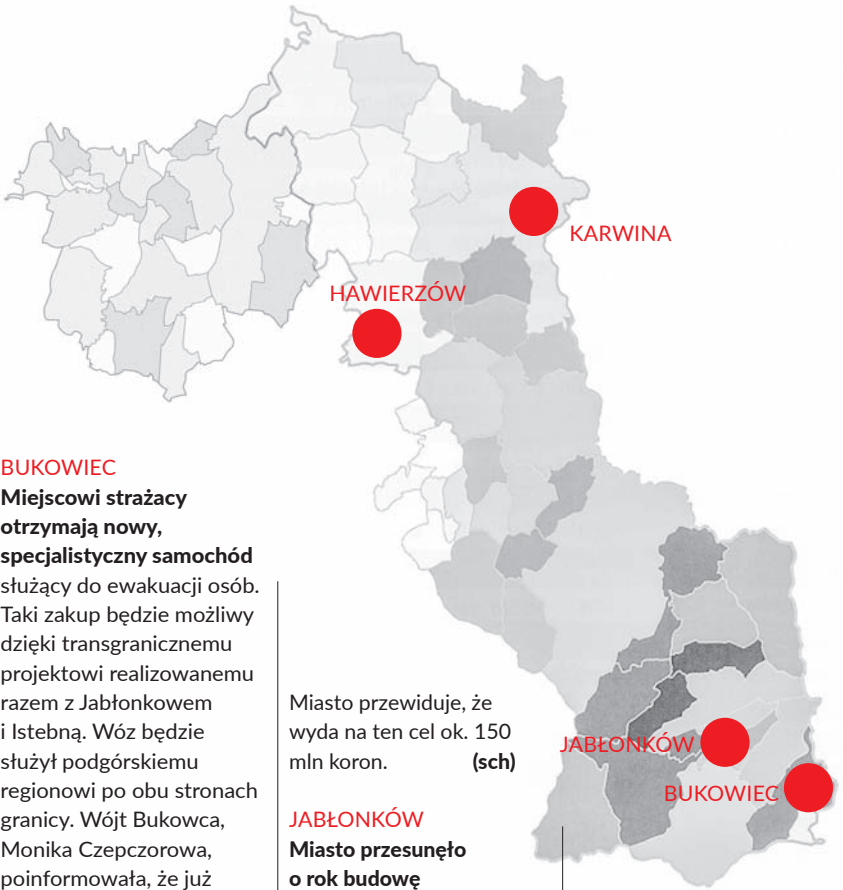 KARWINA
HAWIERZÓW
JABŁONKÓW
BUKOWIEC
BUKOWIEC
Miejscowi strażacy
otrzymają nowy,
specjalistyczny samochód
służący do ewakuacji osób.
Taki zakup będzie możliwy
dzięki transgranicznemu
projektowi realizowanemu
razem z Jabłonkowem
i Istebną. Wóz będzie
służył podgórskiemu
regionowi po obu stronach
granicy. Wójt Bukowca,
Monika Czepczorowa,
poinformowała, że już
Miasto przewiduje, że
wyda na ten cel ok. 150
mln koron. (sch)
JABŁONKÓW
Miasto przesunęło
o rok budowę